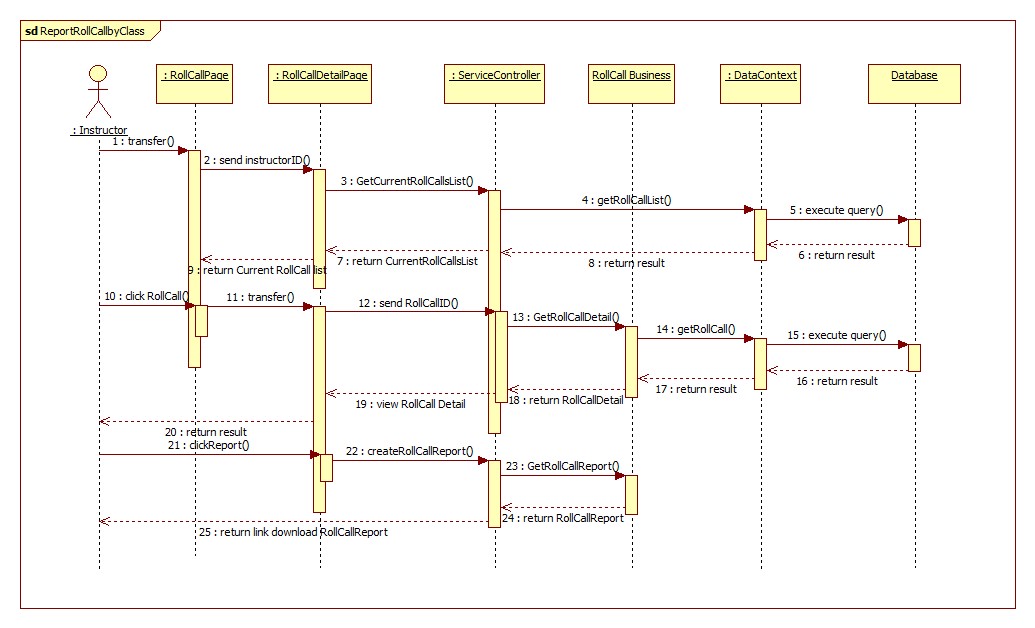 sd ReportRollCallbyClass
: RollCallPage
: RollCallDetailPage
: ServiceController
RollCall Business
: DataContext
Database
: Instructor
1 : transfer()
2 : send instructorID()
3 : GetCurrentRollCallsList()
4 : getRollCallList()
5 : execute query()
6 : return result
7 : return CurrentRollCallsList
8 : return result
9 : return Current RollCall list
10 : click RollCall()
11 : transfer()
12 : send RollCallID()
13 : GetRollCallDetail()
14 : getRollCall()
15 : execute query()
16 : return result
17 : return result
18 : return RollCallDetail
19 : view RollCall Detail
20 : return result
21 : clickReport()
22 : createRollCallReport()
23 : GetRollCallReport()
24 : return RollCallReport
25 : return link download RollCallReport